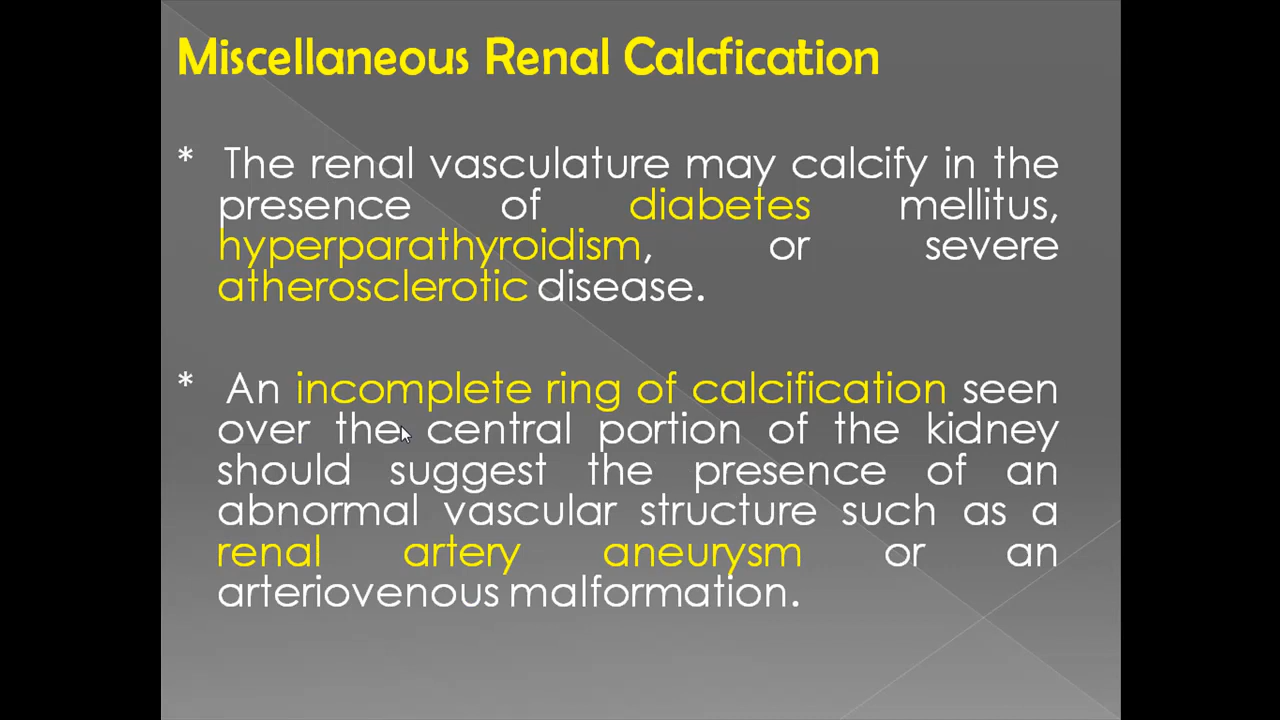 Miscellaneous Renal Calcfication
* The renal vasculature may calcify in the
presence of diabetes mellitus,
hyperparathyroidism, or severe
atherosclerotic disease.
* An incomplete ring of calcification seen
over the central portion of the kidney
should suggest the presence of an
abnormal vascular structure such as a
renal artery aneurysm or an
arteriovenous malformation.